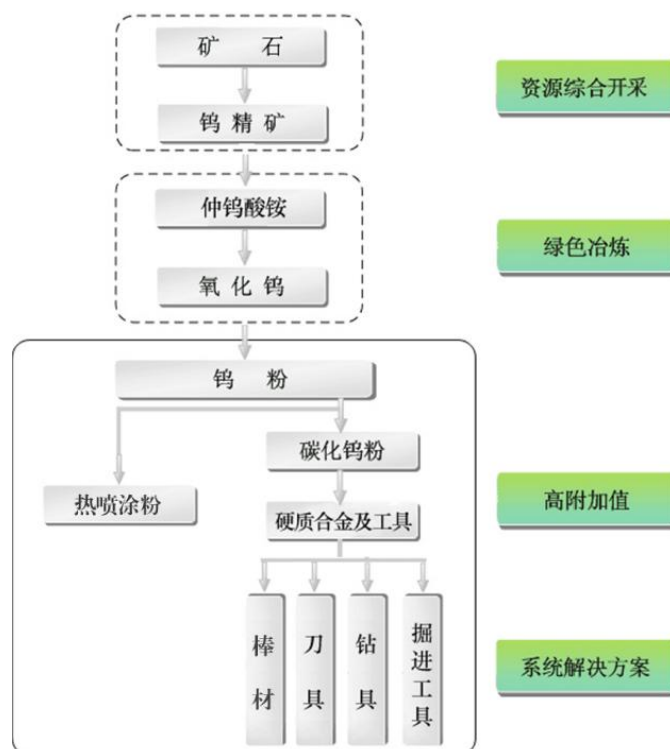 矿 石
资源综合开采
钨精矿
仲钨酸铵
绿色冶炼
氧化钨
钨 粉
碳化钨粉
热喷涂粉
高附加值
硬质合金及工具
棒材
刀具
钻具
掘进工具
系统解决方案